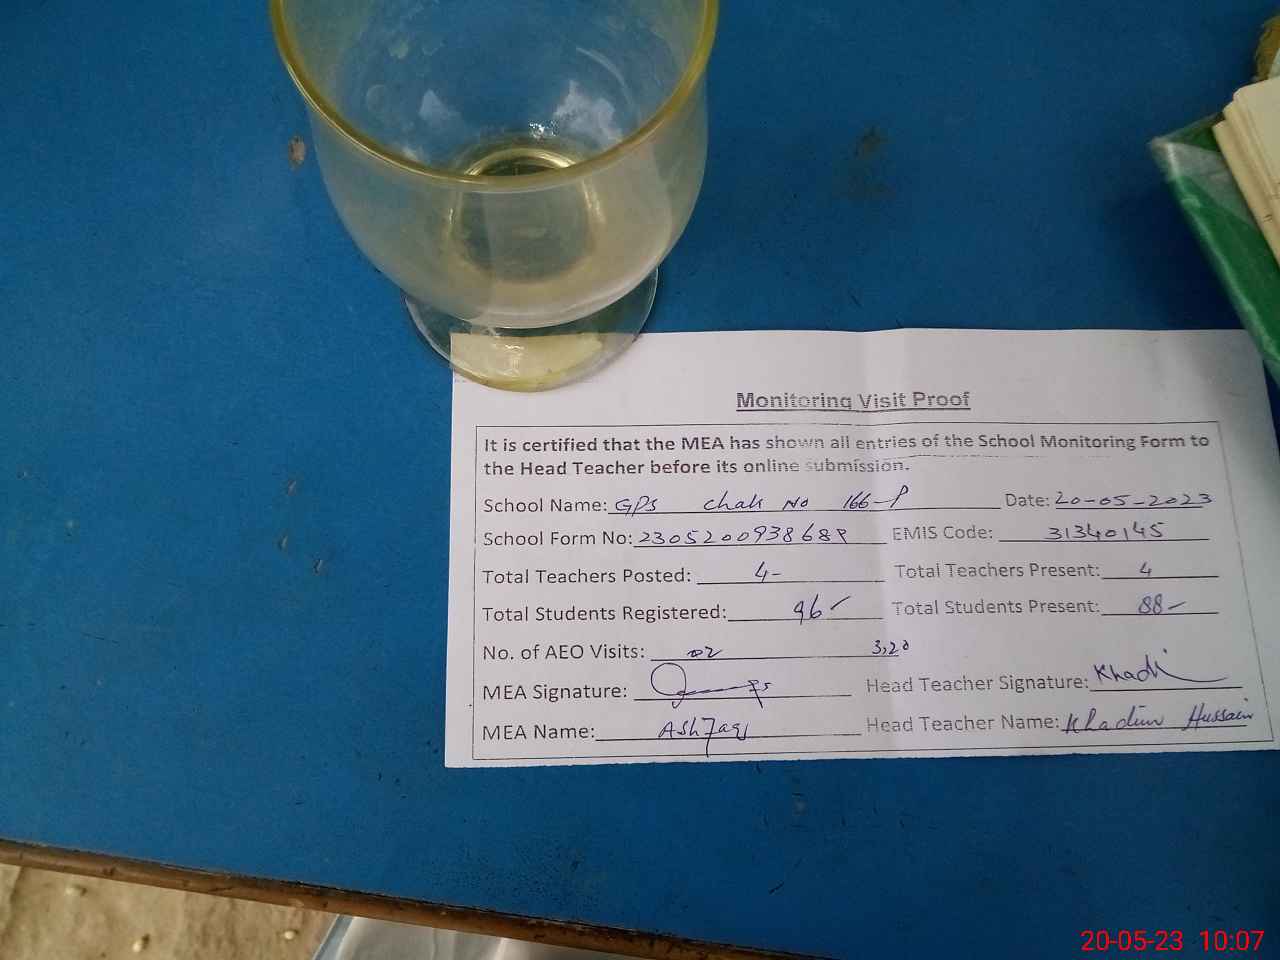 Monitoring Visit Proof
It is certified that the MEA has shown all entries of the School Monitoring Form to
the Head Teacher before its online submission.
School Name: GPS Chak No 166-P Date: 20-05-2023
School Form No: 2305200938689 EMIS Code: 31340145
Total Teachers Posted: 4- Total Teachers Present: 4
Total Students Registered: 96 Total Students Present: 88
No. of AEO Visits: 02 3,20
MEA Signature: Head Teacher Signature: Khadi
MEA Name: Ashfaq Head Teacher Name: Khadim Hussain
20-05-23 10:07